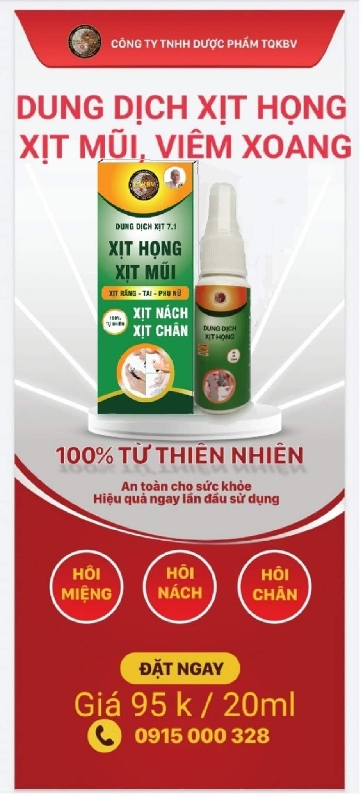 CÔNG TY TNHH DƯỢC PHẨM TQKBV
DUNG DỊCH XỊT HỌNG
XỊT MŨI, VIÊM XOANG
DUNG DỊCH XỊT 7.1
XỊT HỌNG
XỊT MŨI
XỊT RĂNG - TAI - PHỤ NỮ
100%
TỰ NHIÊN
XỊT NÁCH
XỊT CHÂN
DUNG DỊCH
XỊT HỌNG
100% TỪ THIÊN NHIÊN
An toàn cho sức khỏe
Hiệu quả ngay lần đầu sử dụng
HÔI
MIỆNG
HÔI
NÁCH
HÔI
CHÂN
ĐẶT NGAY
Giá 95 k / 20ml
0915 000 328